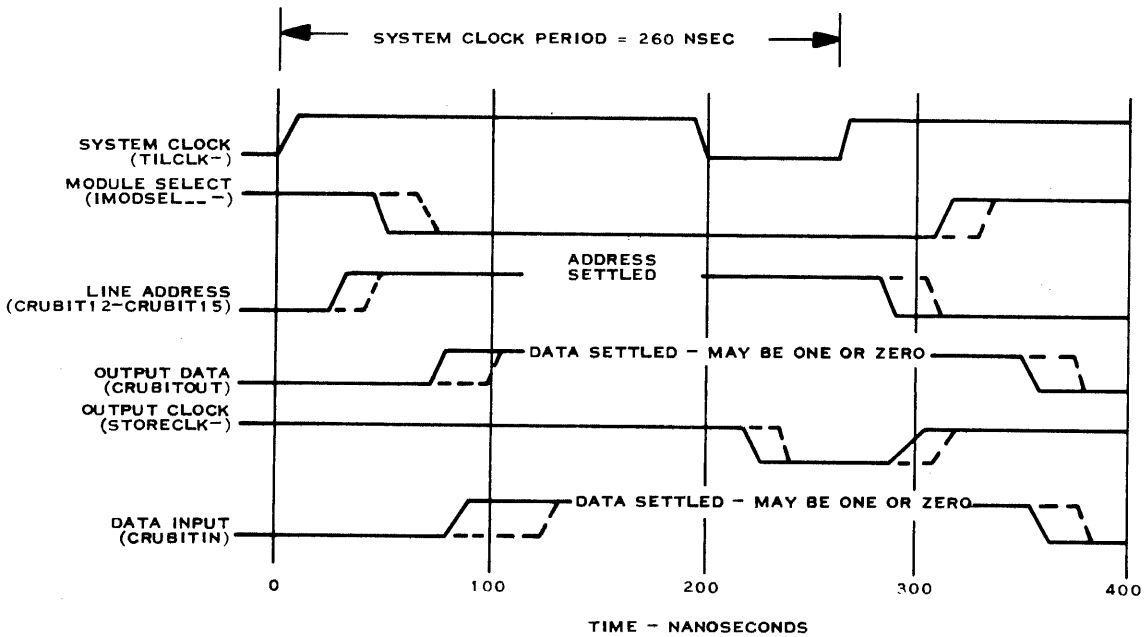 SYSTEM CLOCK PERIOD = 260 NSEC
SYSTEM CLOCK
(TILCLK-)
MODULE SELECT
(IMODSEL__-)
ADDRESS
SETTLED
LINE ADDRESS
(CRUBIT12-CRUBIT15)
DATA SETTLED - MAY BE ONE OR ZERO
OUTPUT DATA
(CRUBITOUT)
OUTPUT CLOCK
(STORECLK-)
DATA SETTLED - MAY BE ONE OR ZERO
DATA INPUT
(CRUBITIN)
0 100 200 300 400
TIME - NANOSECONDS